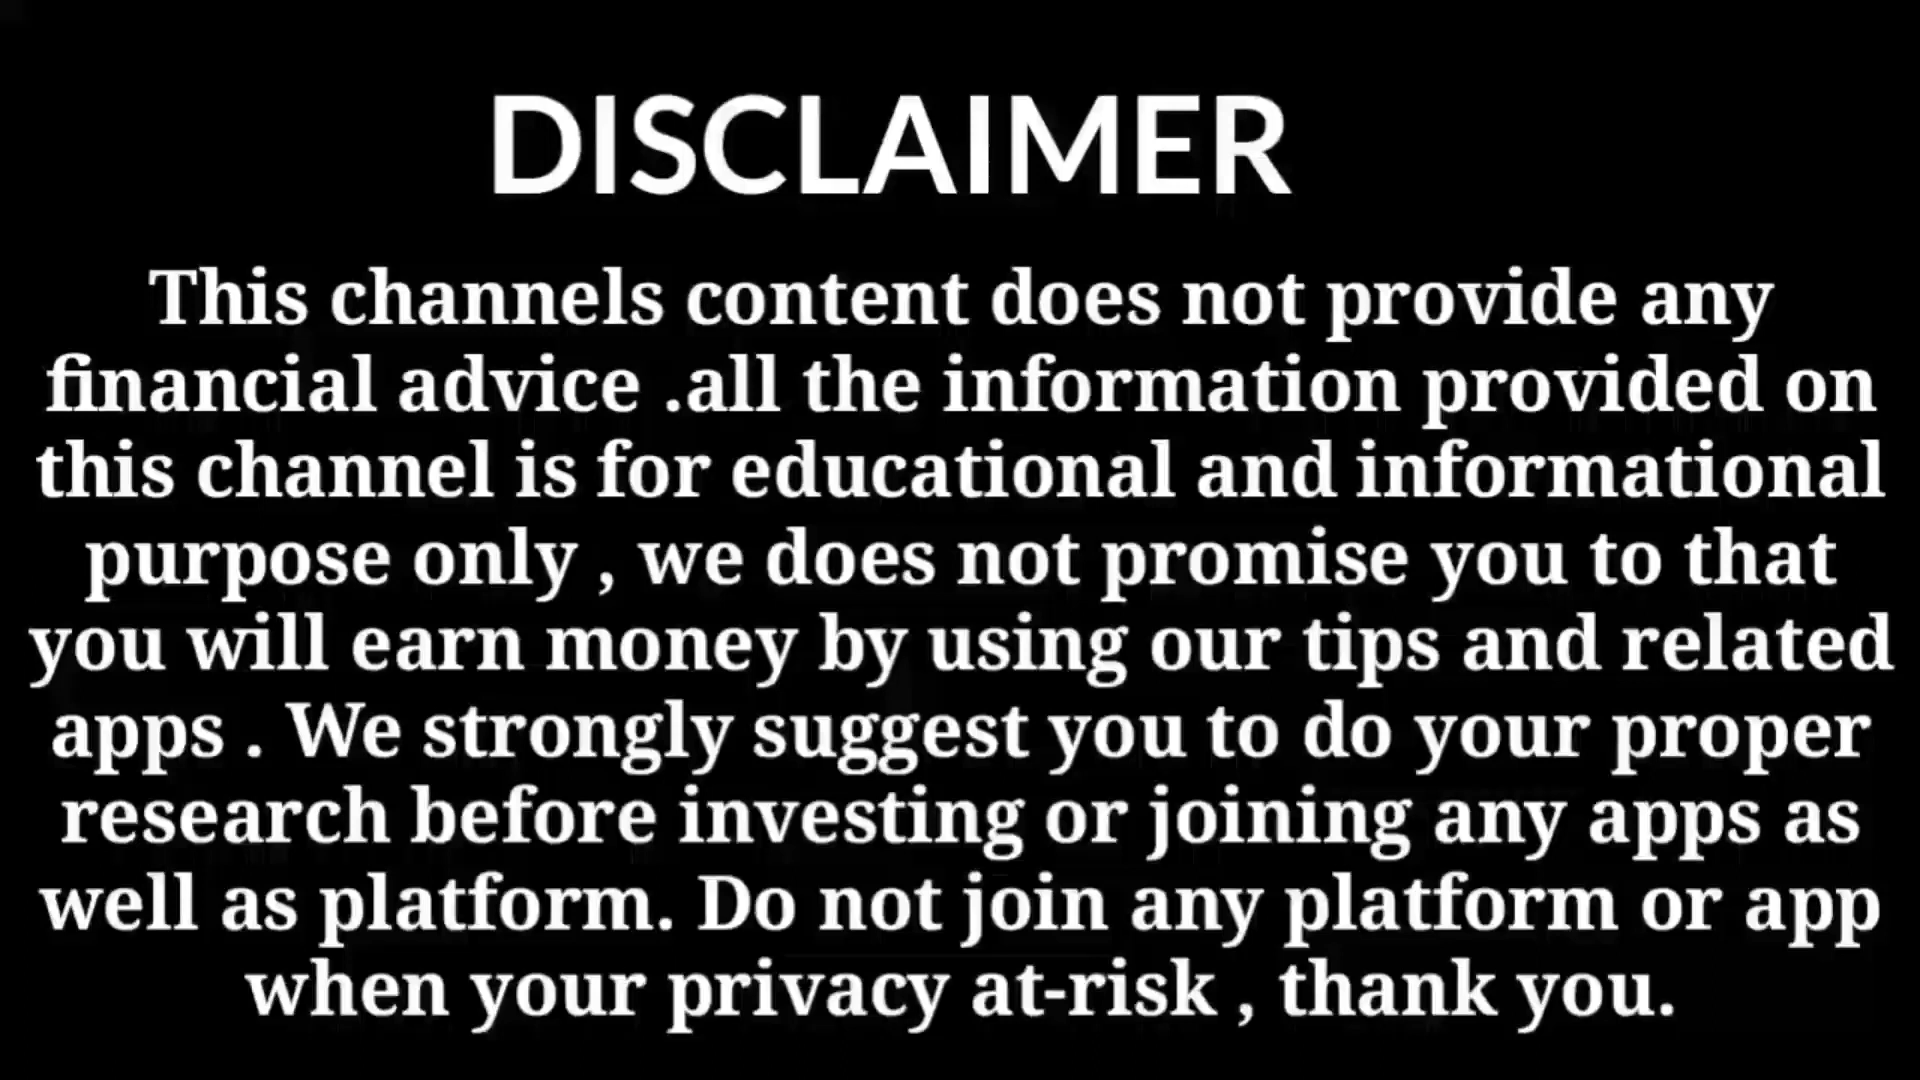 DISCLAIMER
This channels content does not provide any
financial advice .all the information provided on
this channel is for educational and informational
purpose only , we does not promise you to that
you will earn money by using our tips and related
apps . We strongly suggest you to do your proper
research before investing or joining any apps as
well as platform. Do not join any platform or app
when your privacy at-risk , thank you.